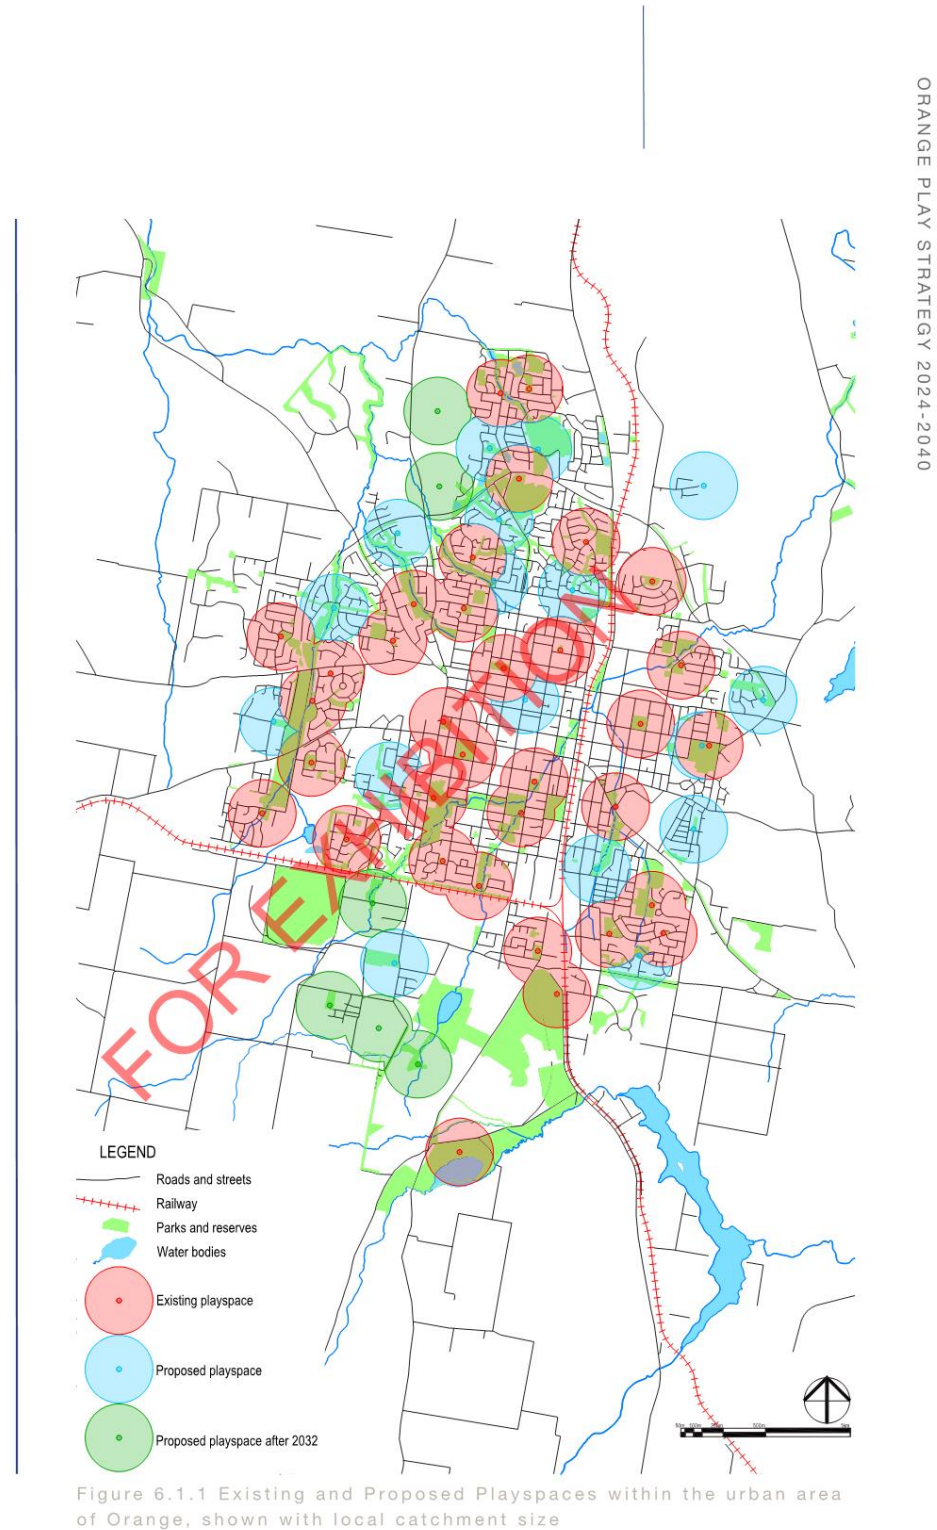 ORANGE PLAY STRATEGY 2024-2040
FOR EXHIBITION
LEGEND
Roads and streets
Railway
Parks and reserves
Water bodies
Existing playspace
Proposed playspace
Proposed playspace after 2032
500m
Figure 6.1.1 Existing and Proposed Playspaces within the urban area
of Orange, shown with local catchment size